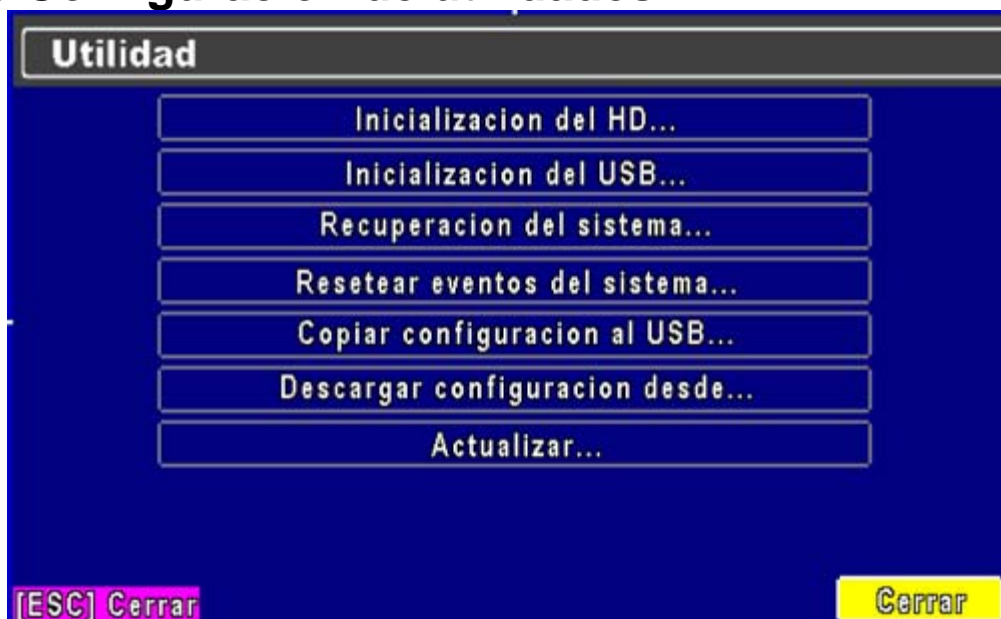 Utilidad
Inicializacion del HD...
Inicializacion del USB...
Recuperacion del sistema...
Resetear eventos del sistema...
Copiar configuracion al USB...
Descargar configuracion desde...
Actualizar...
[ESC] Cerrar
Cerrar